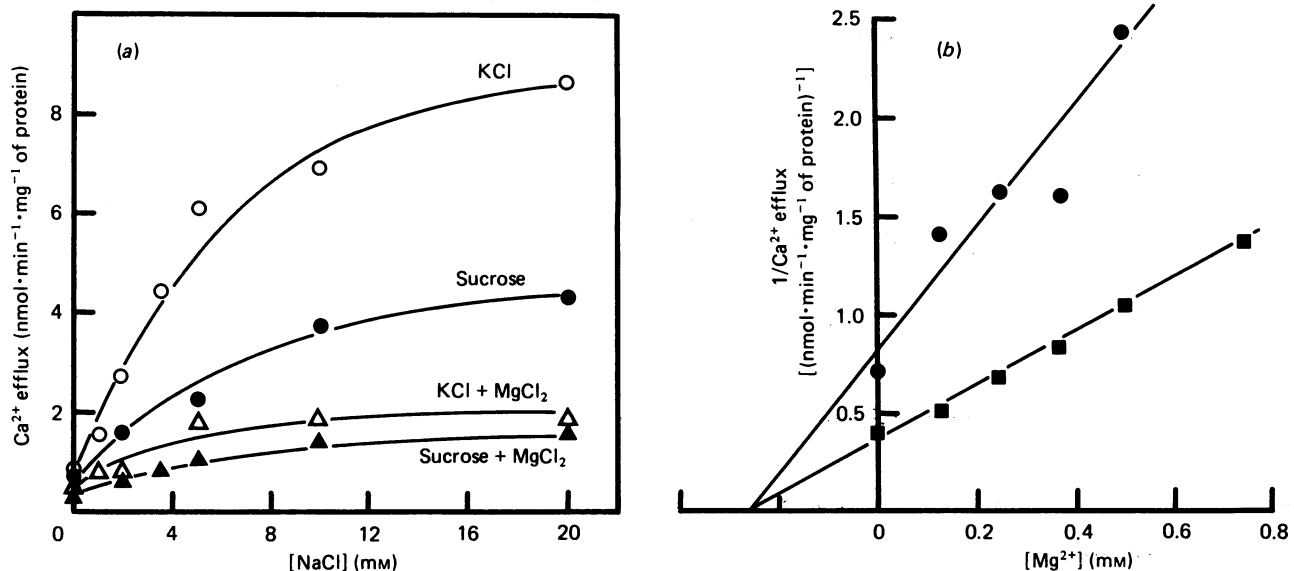 (a)
Ca²⁺ efflux (nmol·min⁻¹·mg⁻¹ of protein)
8
6
4
2
KCl
Sucrose
KCl + MgCl₂
Sucrose + MgCl₂
0 4 8 12 16 20
[NaCl] (mM)
(b)
1/Ca²⁺ efflux
[(nmol·min⁻¹·mg⁻¹ of protein)⁻¹]
2.5
2.0
1.5
1.0
0.5
0 0.2 0.4 0.6 0.8
[Mg²⁺] (mM)